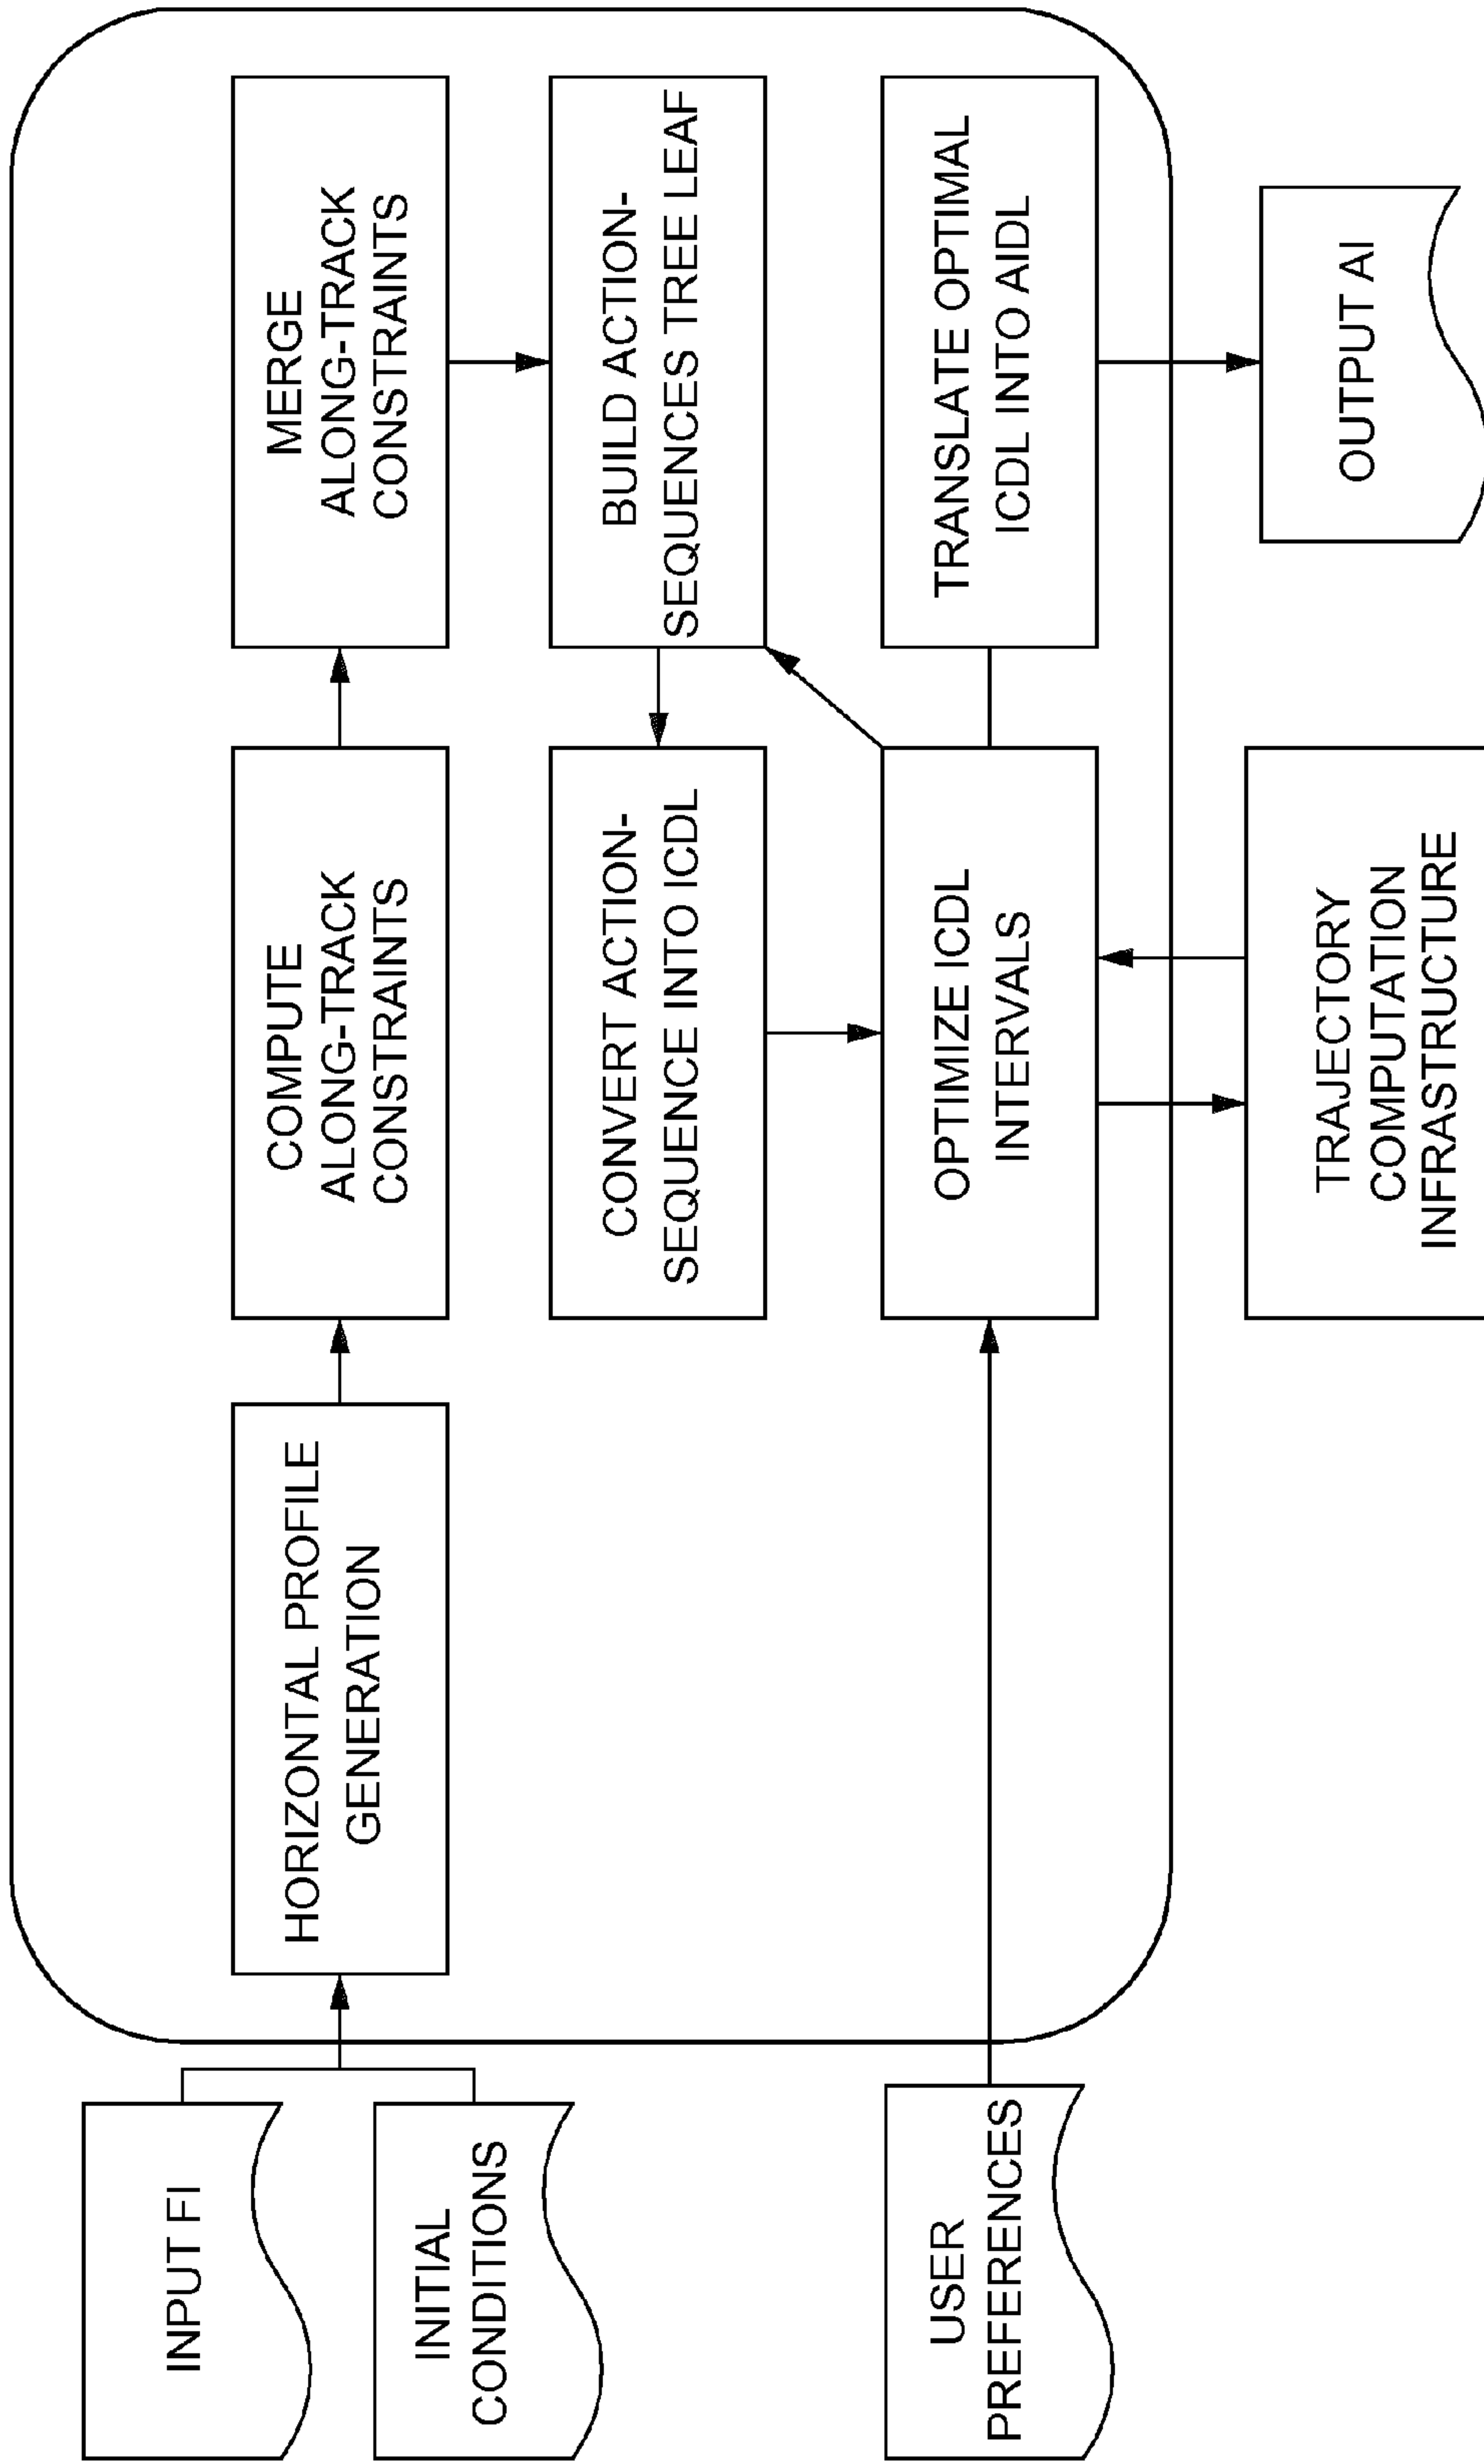 INPUT FI
INITIAL
CONDITIONS
USER
PREFERENCES
HORIZONTAL PROFILE
GENERATION
COMPUTE
ALONG-TRACK
CONSTRAINTS
MERGE
ALONG-TRACK
CONSTRAINTS
CONVERT ACTION-
SEQUENCE INTO ICDL
BUILD ACTION-
SEQUENCES TREE LEAF
OPTIMIZE ICDL
INTERVALS
TRANSLATE OPTIMAL
ICDL INTO AIDL
TRAJECTORY
COMPUTATION
INFRASTRUCTURE
OUTPUT AI